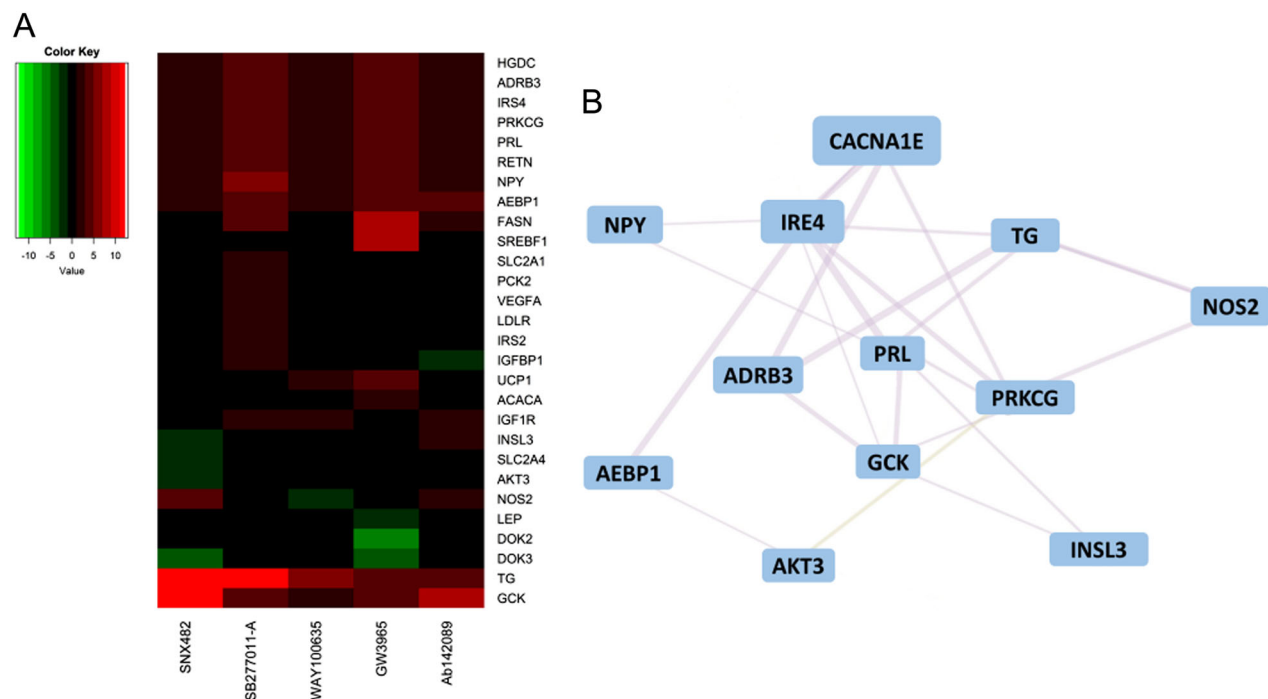 A
Color Key
-10 -5 0 5 10
Value
HGDC
ADRB3
IRS4
PRKCG
PRL
RETN
NPY
AEBP1
FASN
SREBF1
SLC2A1
PCK2
VEGFA
LDLR
IRS2
IGFBP1
UCP1
ACACA
IGF1R
INSL3
SLC2A4
AKT3
NOS2
LEP
DOK2
DOK3
TG
GCK
SNX482
SB277011-A
WAY100635
GW3965
Ab142089
B
CACNA1E
NPY
IRE4
TG
NOS2
PRL
ADRB3
PRKCG
GCK
AEBP1
INSL3
AKT3